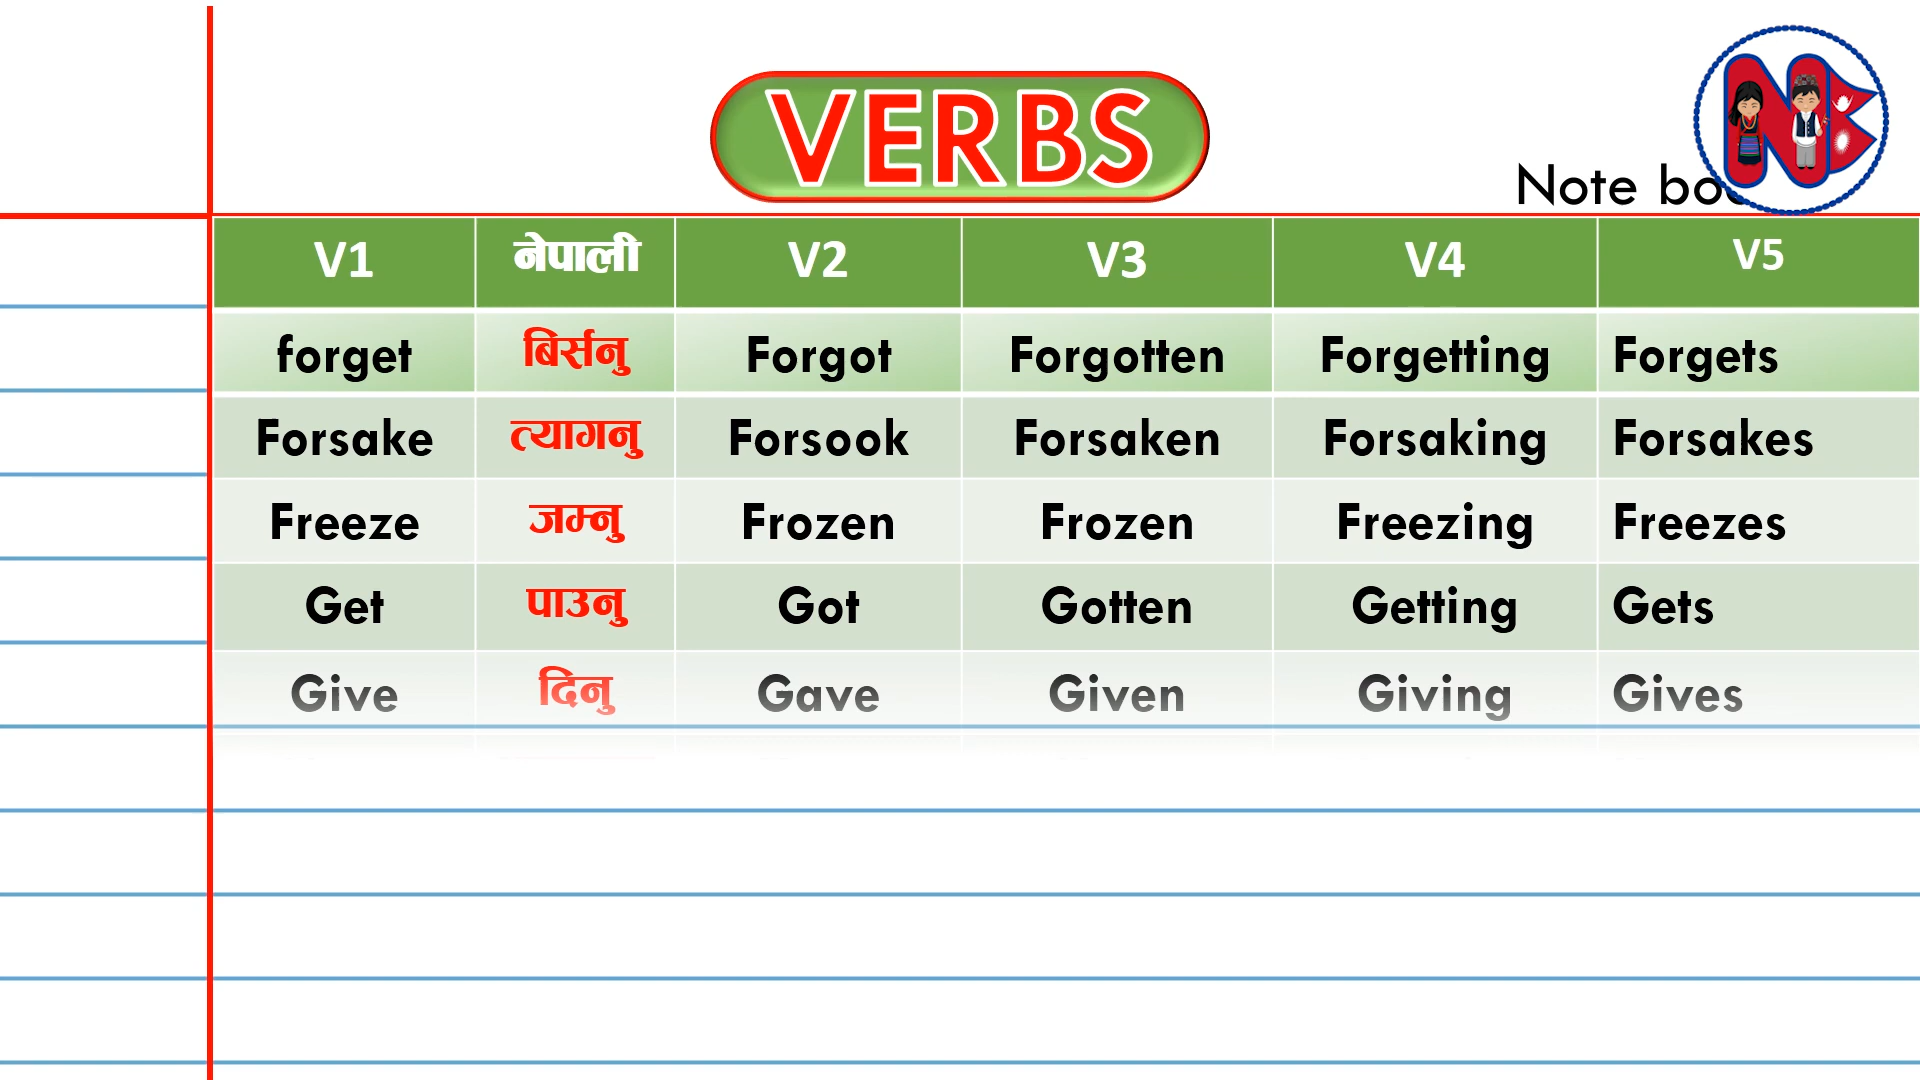 VERBS
Note bo
V1 नेपाली V2 V3 V4 V5
forget बिर्सनु Forgot Forgotten Forgetting Forgets
Forsake त्यागनु Forsook Forsaken Forsaking Forsakes
Freeze जम्नु Frozen Frozen Freezing Freezes
Get पाउनु Got Gotten Getting Gets
Give दिनु Gave Given Giving Gives